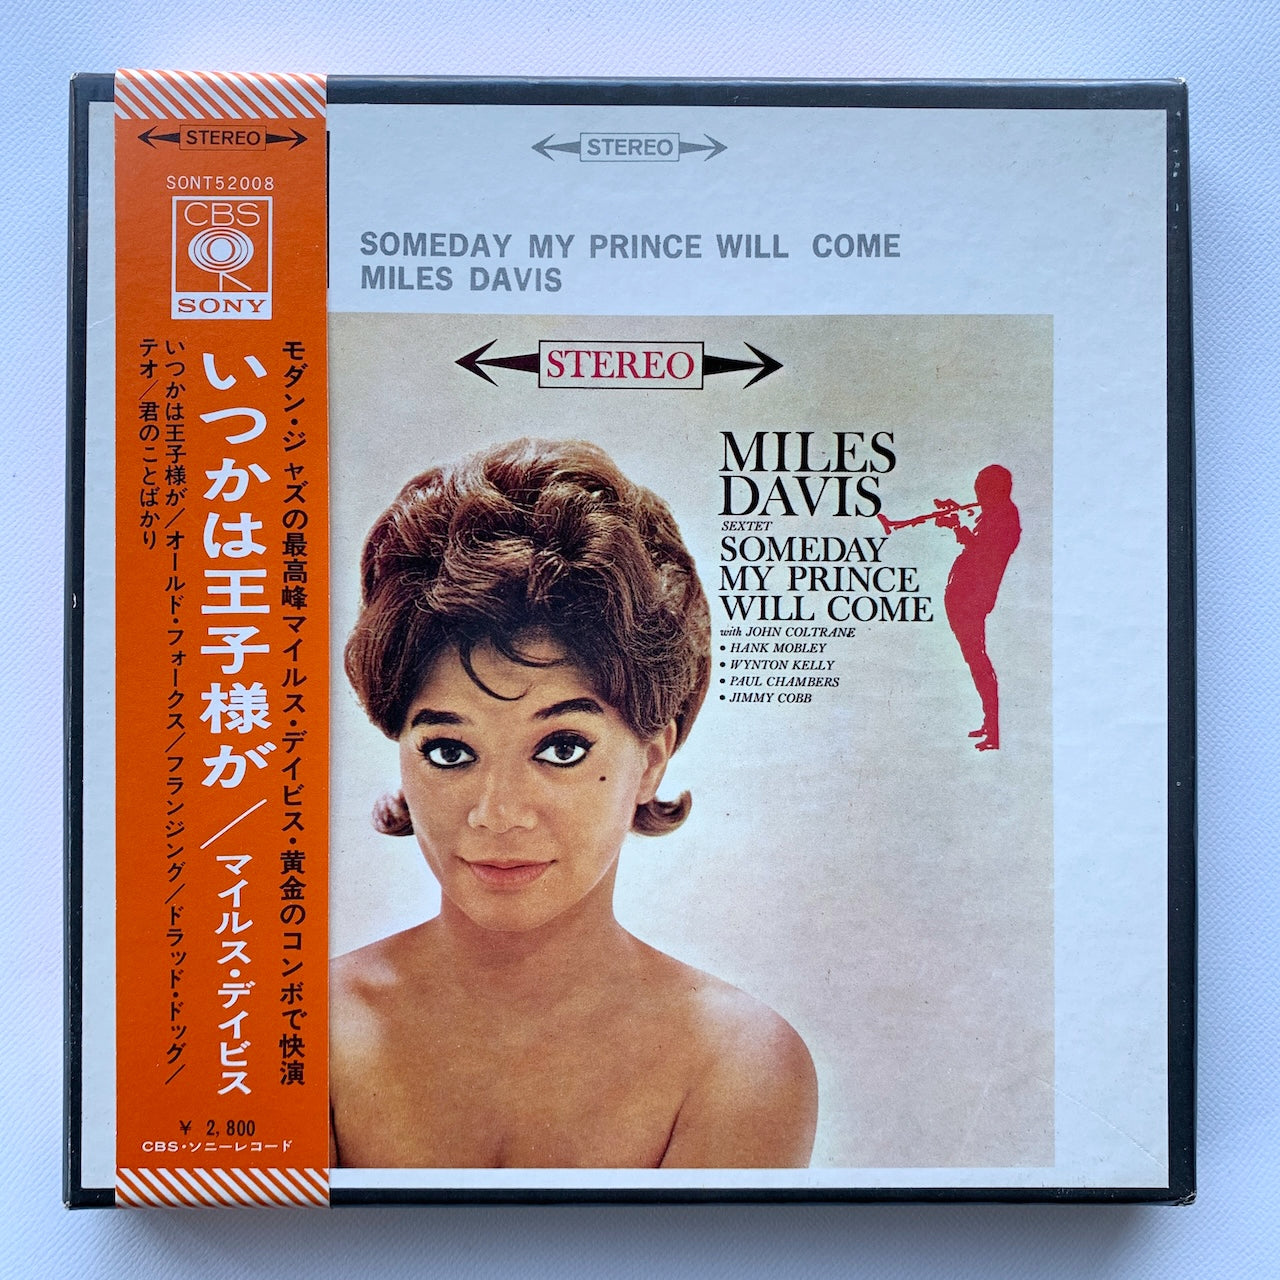 STEREO
SONT52008
CBS
SONY
モダン・ジャズの最高峰マイルス・デイビス・黄金のコンボで快演
いつかは王子様が/マイルス・デイビス
いつかは王子様が/オールド・フォークス/フランシング/ドラッド・ドッグ/
テオ/君のことばかり
¥ 2,800
CBS・ソニーレコード
STEREO
SOMEDAY MY PRINCE WILL COME
MILES DAVIS
STEREO
MILES
DAVIS
SEXTET
SOMEDAY
MY PRINCE
WILL COME
with JOHN COLTRANE
• HANK MOBLEY
• WYNTON KELLY
• PAUL CHAMBERS
• JIMMY COBB